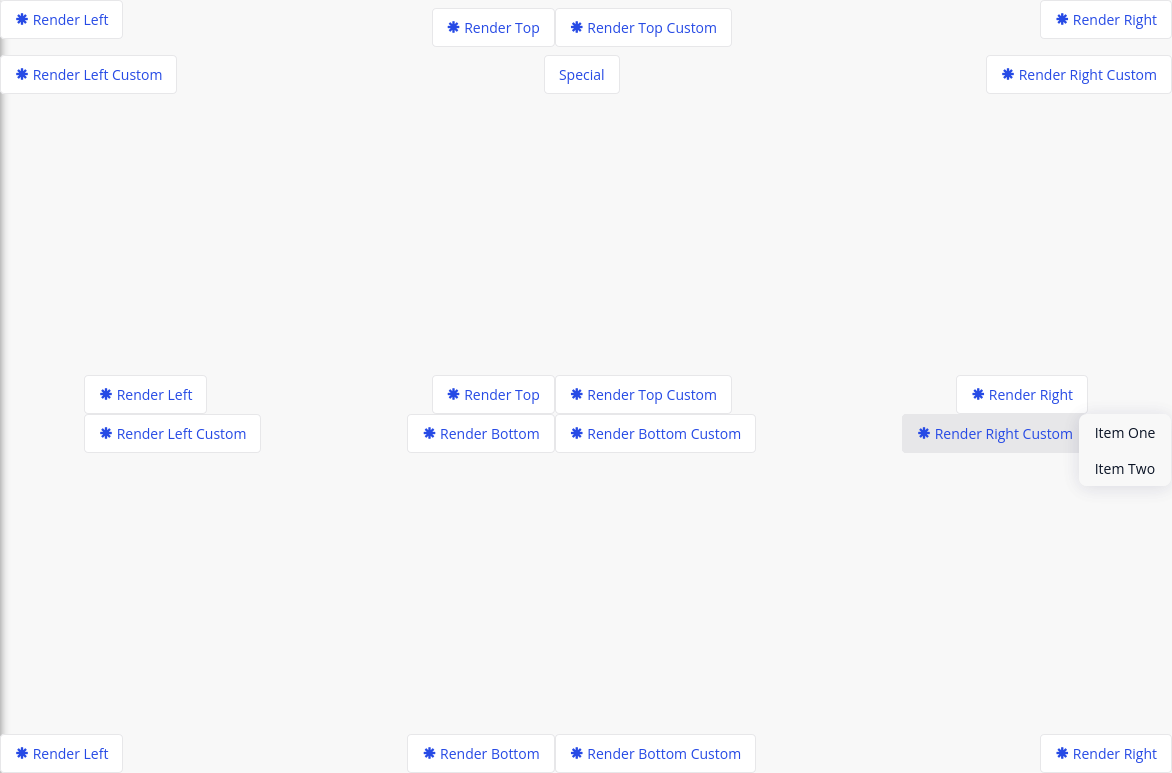 Render Left
Render Top
Render Top Custom
Render Right
Render Left Custom
Special
Render Right Custom
Render Left
Render Top
Render Top Custom
Render Right
Render Left Custom
Render Bottom
Render Bottom Custom
Render Right Custom
Item One
Item Two
Render Left
Render Bottom
Render Bottom Custom
Render Right